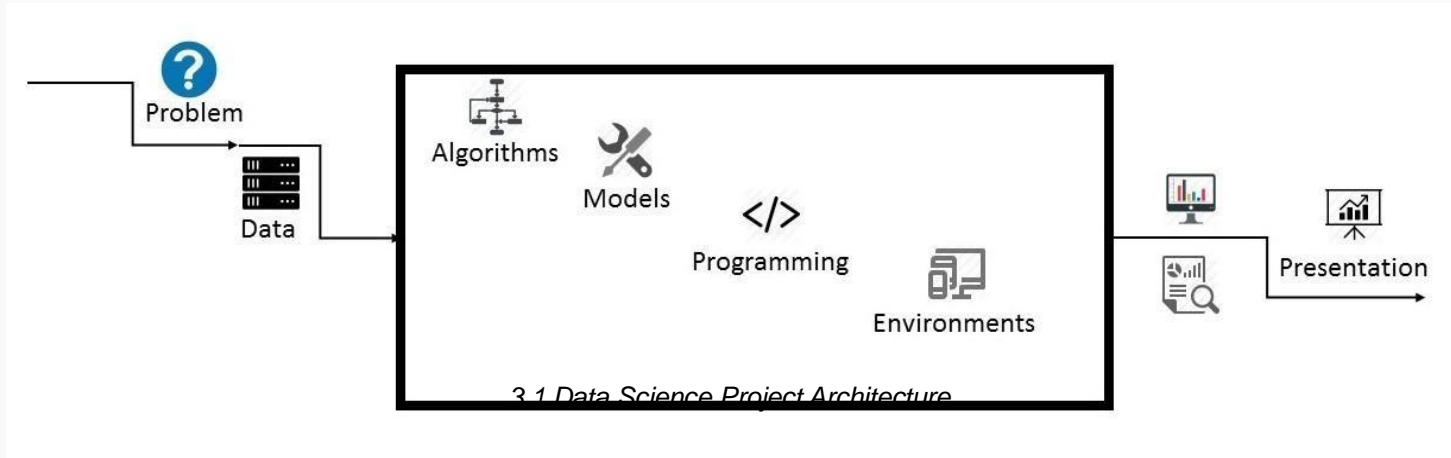 Problem
Data
Algorithms
Models
</>
Programming
Environments
Presentation
3.1 Data Science Project Architecture